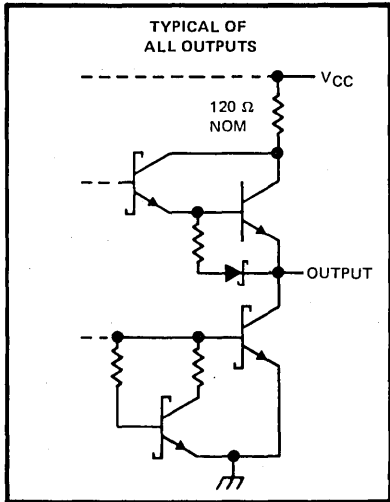 TYPICAL OF
ALL OUTPUTS
VCC
120 Ω
NOM
OUTPUT